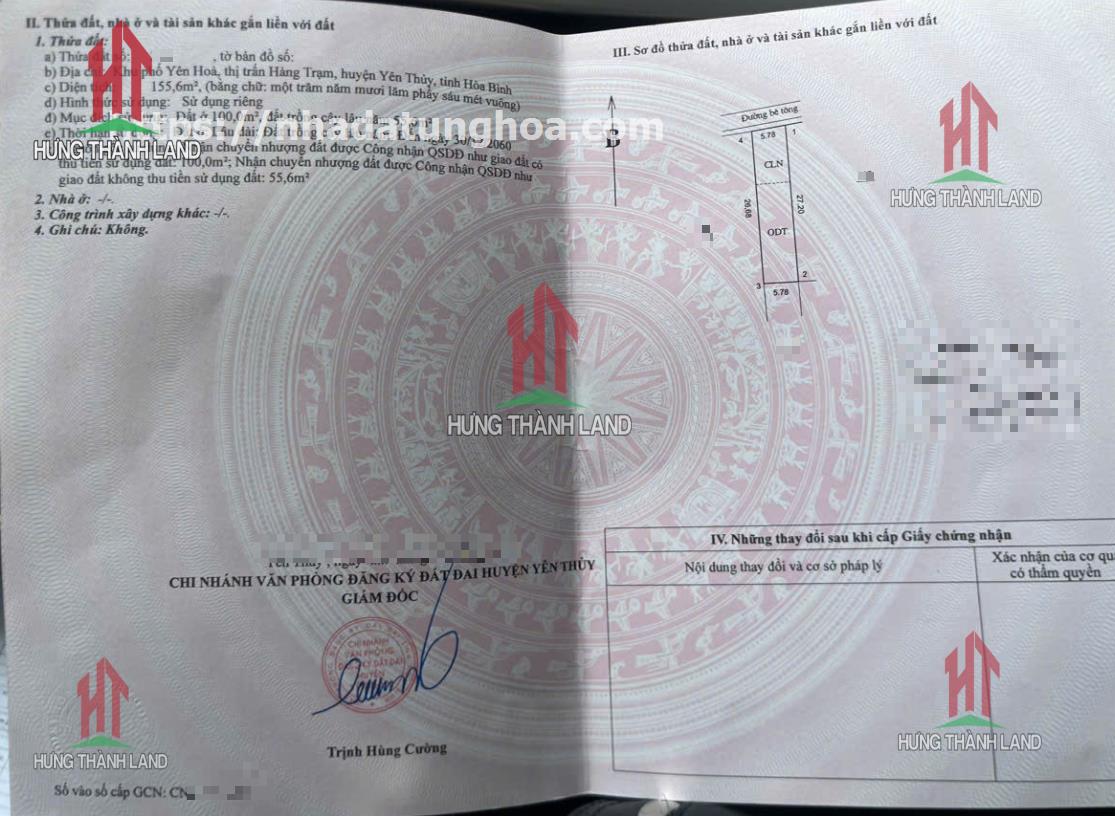 II. Thửa đất, nhà ở và tài sản khác gắn liền với đất
1. Thửa đất:
a) Thửa đất số: , tờ bản đồ số:
b) Địa chỉ: Khu phố Yên Hoà, thị trấn Hàng Trạm, huyện Yên Thủy, tỉnh Hòa Bình
c) Diện tích: 155,6m², (bằng chữ: một trăm năm mươi lăm phẩy sáu mét vuông)
d) Hình thức sử dụng: Sử dụng riêng
đ) Mục đích sử dụng: Đất ở 100,0m²; đất trồng cây lâu năm
e) Thời hạn
https://nhadatunghoa.com
nhận chuyển nhượng đất được Công nhận QSDĐ như giao đất có
thu tiền sử dụng đất: 100,0m²; Nhận chuyển nhượng đất được Công nhận QSDĐ như
giao đất không thu tiền sử dụng đất: 55,6m²
2. Nhà ở: -/-.
3. Công trình xây dựng khác: -/-.
4. Ghi chú: Không.
HƯNG THÀNH LAND
CHI NHÁNH VĂN PHÒNG ĐĂNG KÝ ĐẤT ĐAI HUYỆN YÊN THỦY
GIÁM ĐỐC
Trịnh Hùng Cường
HƯNG THÀNH LAND
Số vào sổ cấp GCN: CN
HƯNG THÀNH LAND
III. Sơ đồ thửa đất, nhà ở và tài sản khác gắn liền với đất
B
Đường bê tông
4 5.78 1
CLN
26.68 27.20
ODT
3 2
5.78
HƯNG THÀNH LAND
IV. Những thay đổi sau khi cấp Giấy chứng nhận
Nội dung thay đổi và cơ sở pháp lý
Xác nhận của cơ qu
có thẩm quyền
HƯNG THÀNH LAND